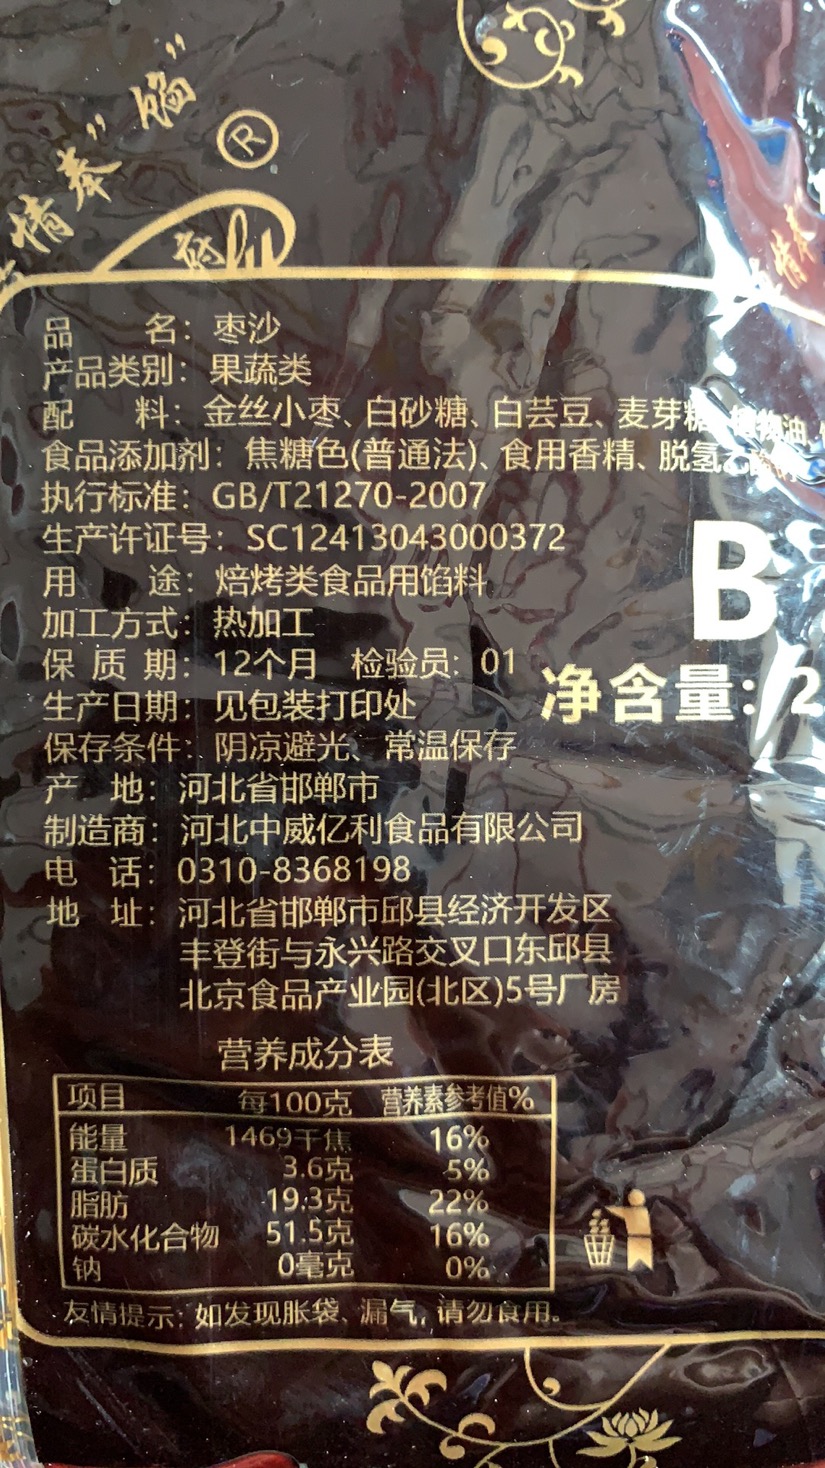 情奉”馅”
®
品 名：枣沙
产品类别：果蔬类
配 料：金丝小枣、白砂糖、白芸豆、麦芽糖、植物油、
食品添加剂：焦糖色(普通法)、食用香精、脱氢乙酸钠
执行标准：GB/T21270-2007
生产许可证号：SC12413043000372
用 途：焙烤类食品用馅料
加工方式：热加工
保 质 期：12个月 检验员：01
生产日期：见包装打印处
保存条件：阴凉避光、常温保存
B
净含量：2
产 地：河北省邯郸市
制造商：河北中威亿利食品有限公司
电 话：0310-8368198
地 址：河北省邯郸市邱县经济开发区
丰登街与永兴路交叉口东邱县
北京食品产业园(北区)5号厂房
营养成分表
项目 每100克 营养素参考值%
能量 1469千焦 16%
蛋白质 3.6克 5%
脂肪 19.3克 22%
碳水化合物 51.5克 16%
钠 0毫克 0%
友情提示：如发现胀袋、漏气，请勿食用。